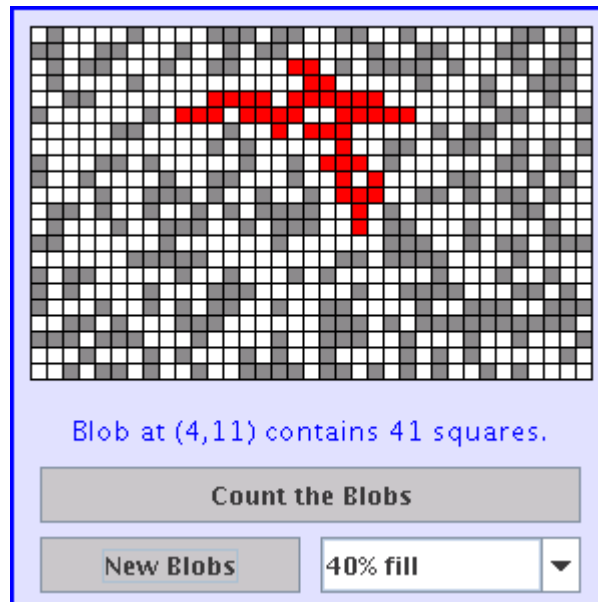 Blob at (4,11) contains 41 squares.
Count the Blobs
New Blobs
40% fill